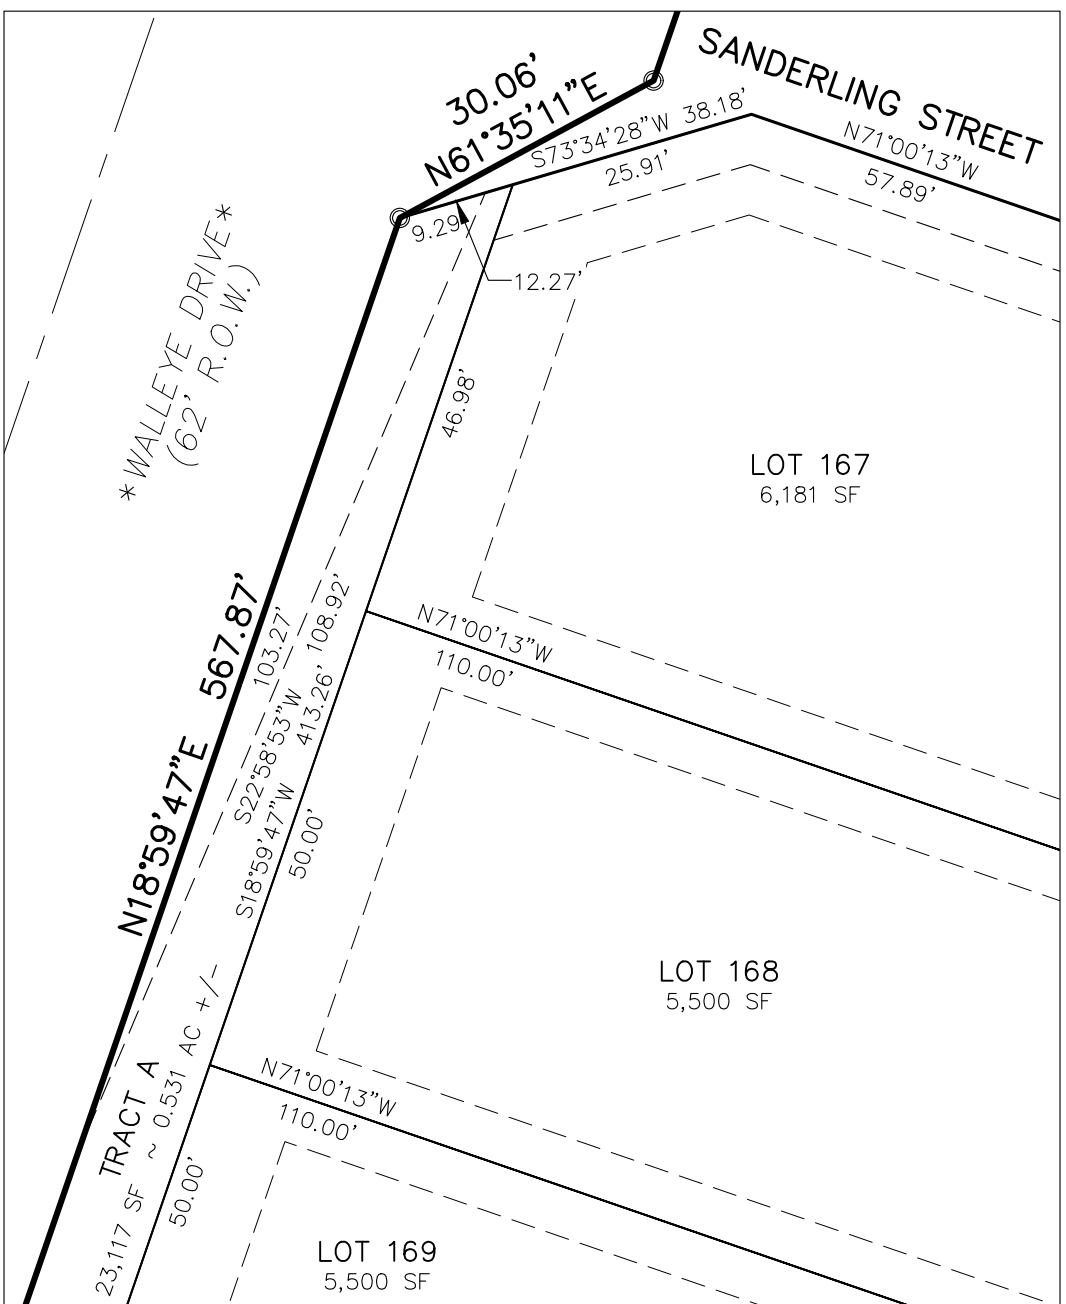 SANDERLING STREET
30.06'
N61°35'11"E
S73°34'28"W 38.18'
25.91'
N71°00'13"W
57.89'
9.29
12.27'
*WALLEYE DRIVE*
(62' R.O.W.)
46.98'
LOT 167
6,181 SF
N18°59'47"E 567.87'
103.27'
S22°58'53"W 108.92'
S18°59'47"W 413.26'
N71°00'13"W
110.00'
50.00'
LOT 168
5,500 SF
TRACT A
23,117 SF ~ 0.531 AC +/-
N71°00'13"W
110.00'
50.00'
LOT 169
5,500 SF